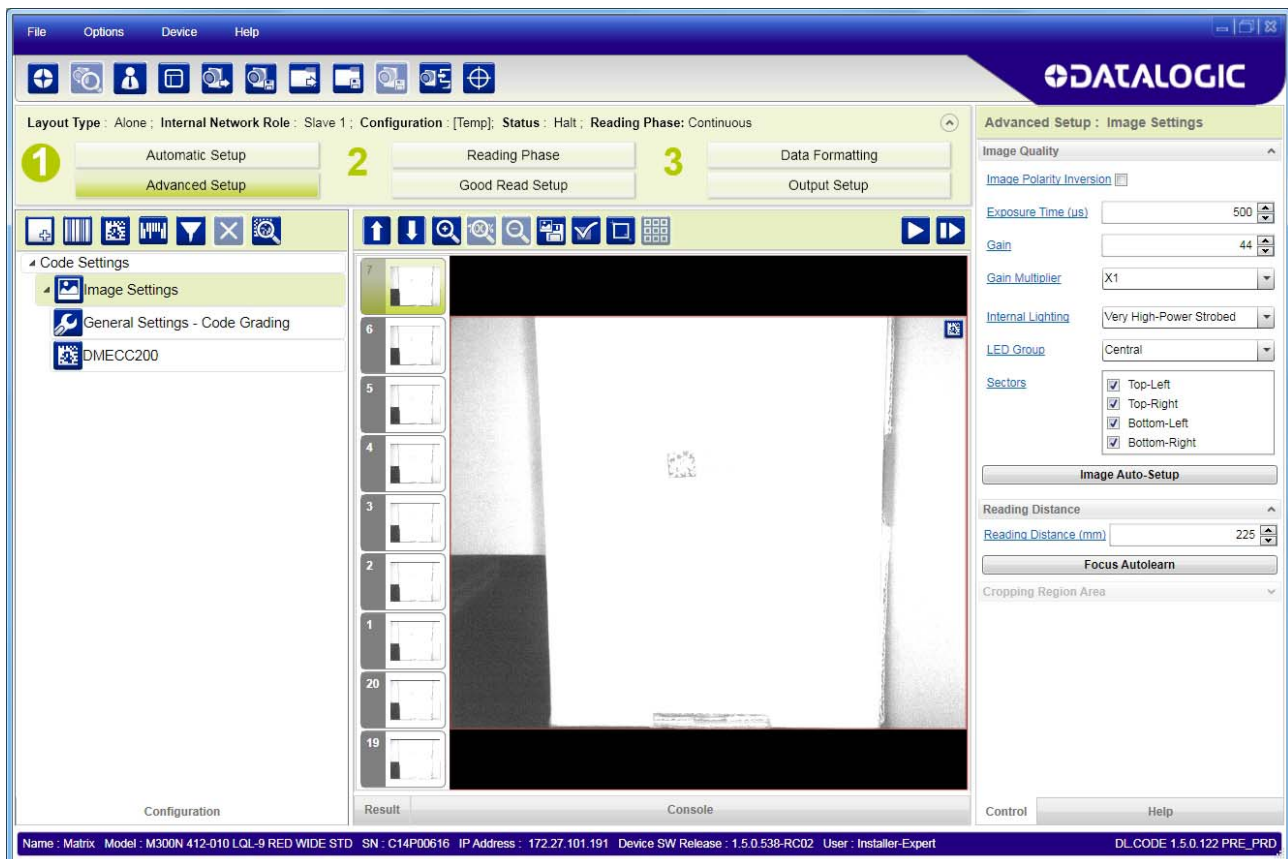 File Options Device Help
DATALOGIC
Layout Type : Alone ; Internal Network Role : Slave 1 ; Configuration : [Temp]; Status : Halt ; Reading Phase: Continuous
1 Automatic Setup 2 Reading Phase 3 Data Formatting
Advanced Setup Good Read Setup Output Setup
Code Settings
Image Settings
General Settings - Code Grading
DMECC200
Configuration
100%
7
6
5
4
3
2
1
20
19
Result Console
Advanced Setup : Image Settings
Image Quality
Image Polarity Inversion
Exposure Time (µs) 500
Gain 44
Gain Multiplier X1
Internal Lighting Very High-Power Strobed
LED Group Central
Sectors Top-Left
Top-Right
Bottom-Left
Bottom-Right
Image Auto-Setup
Reading Distance
Reading Distance (mm) 225
Focus Autolearn
Cropping Region Area
Control Help
Name : Matrix Model : M300N 412-010 LQL-9 RED WIDE STD SN : C14P00616 IP Address : 172.27.101.191 Device SW Release : 1.5.0.538-RC02 User : Installer-Expert DL.CODE 1.5.0.122 PRE_PRD